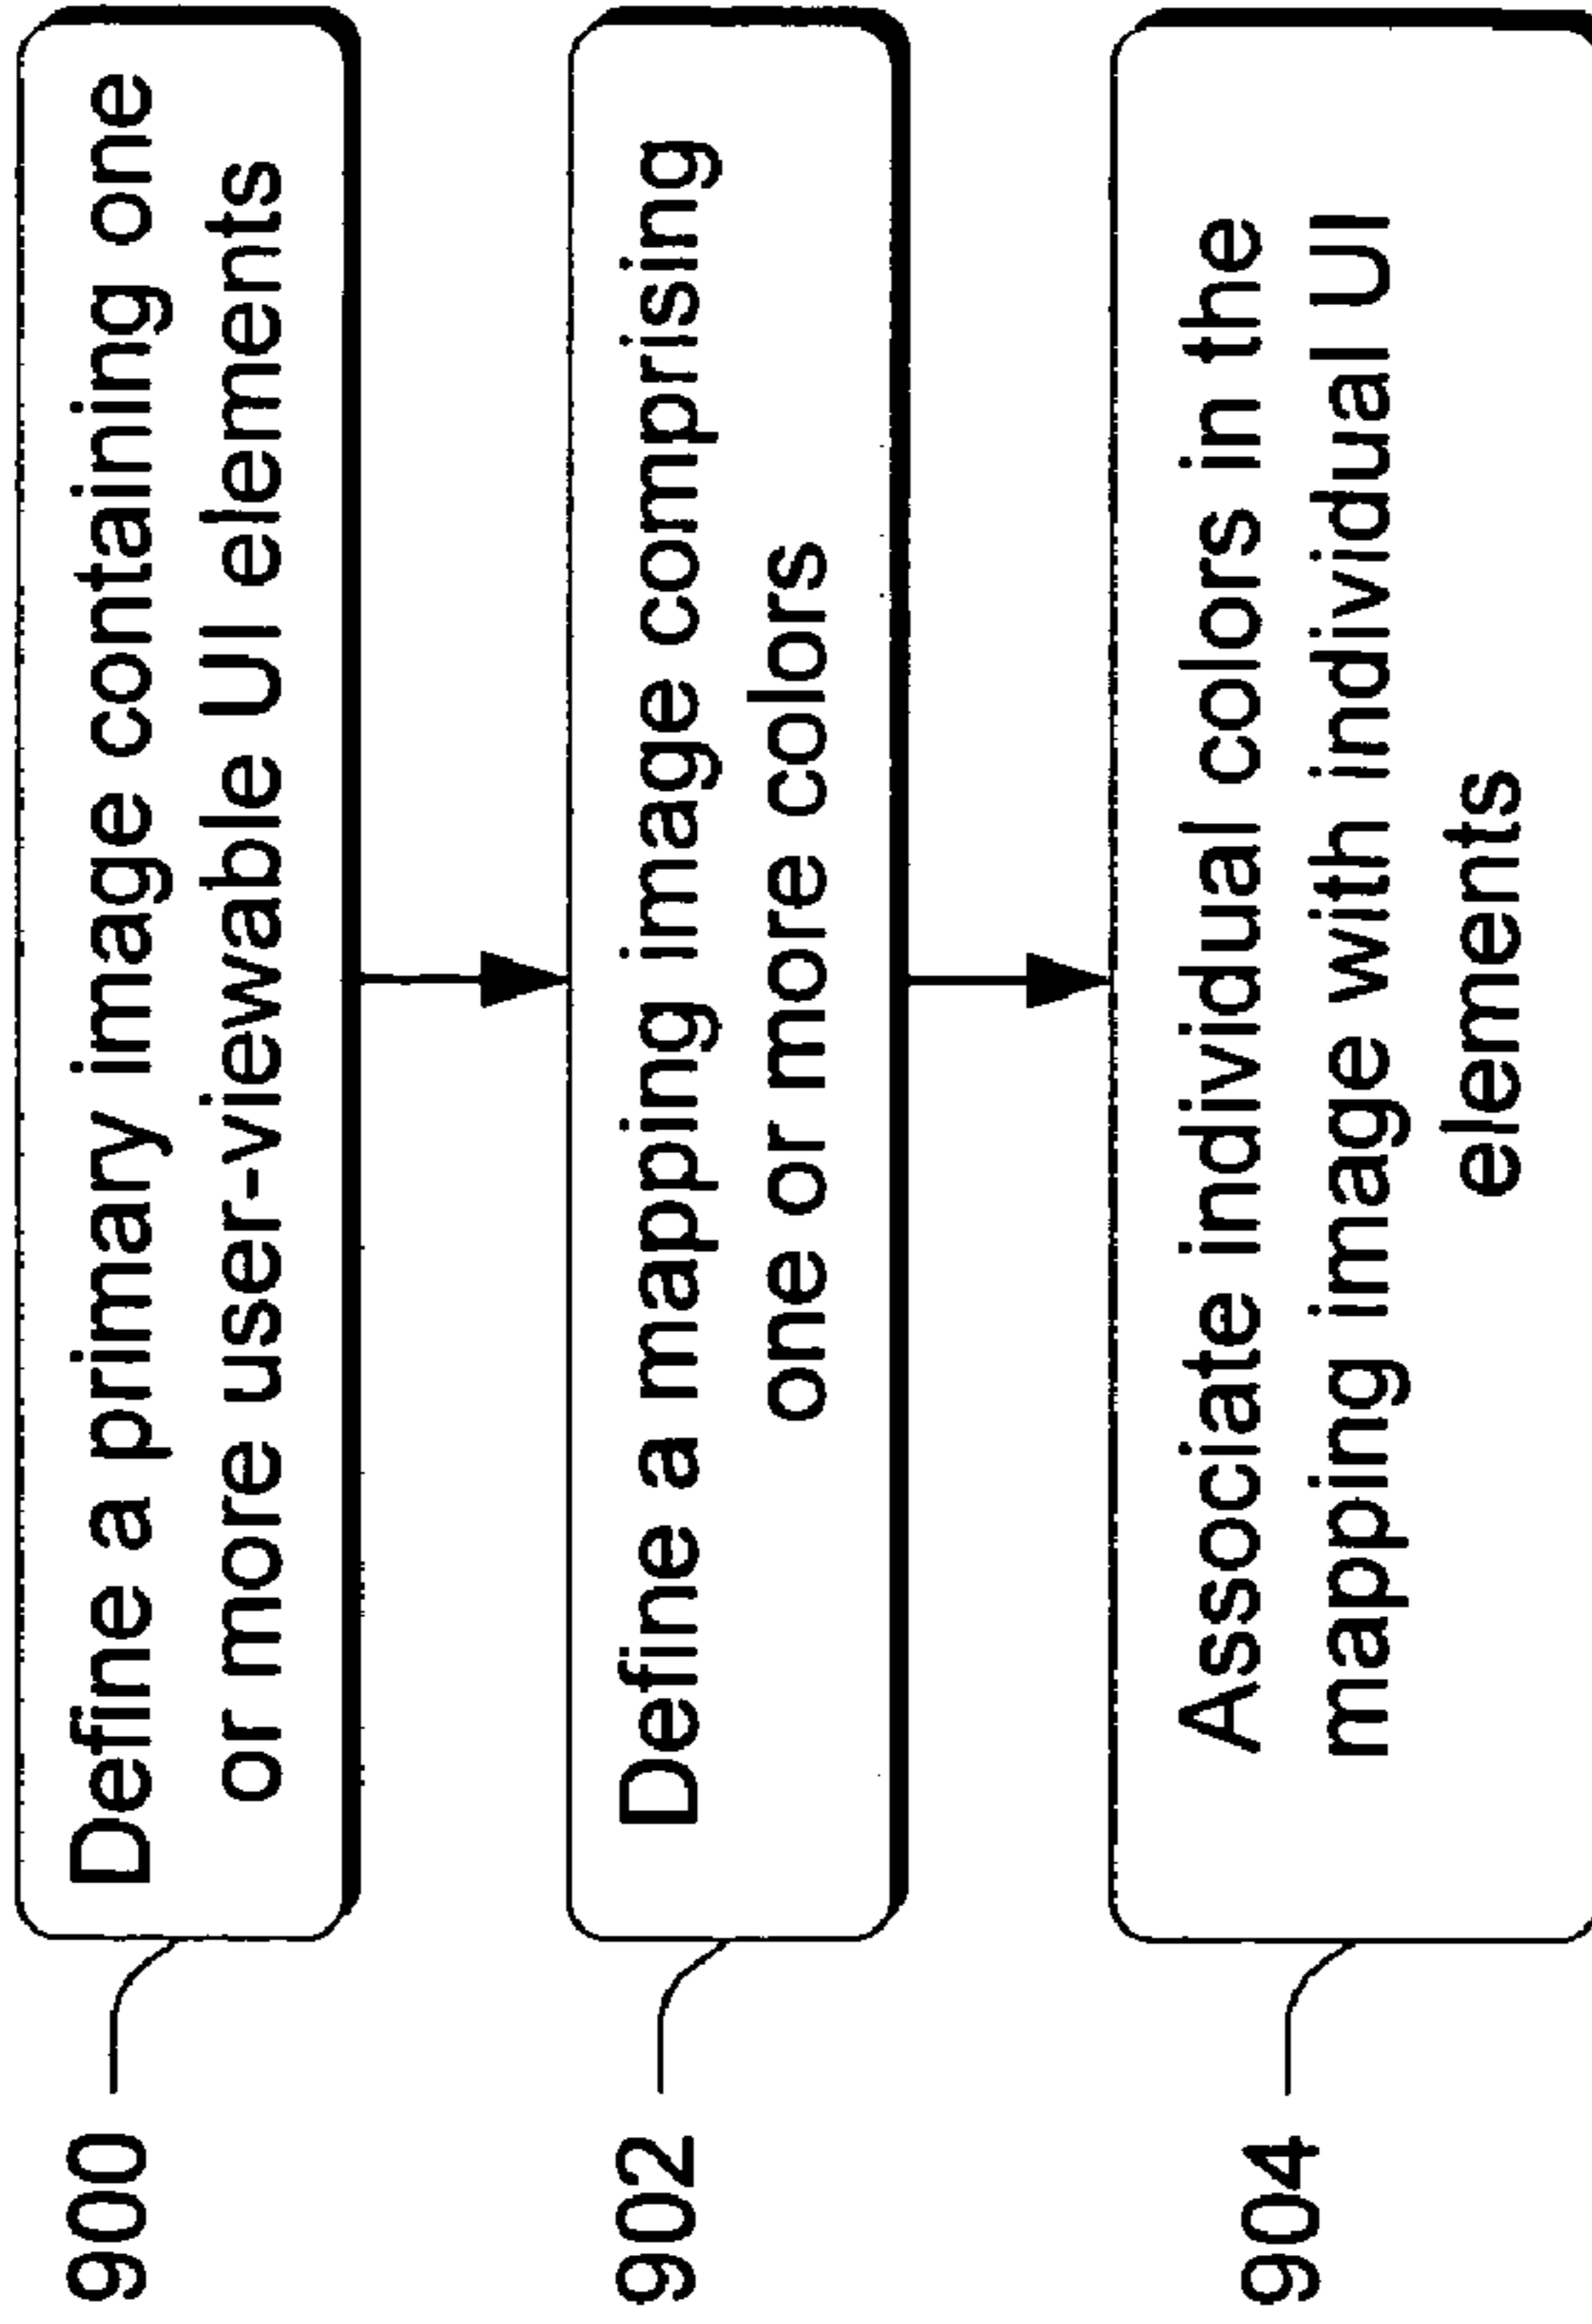 900
Define a primary image containing one
or more user-viewable UI elements
902
Define a mapping image comprising
one or more colors
904
Associate individual colors in the
mapping image with individual UI
elements